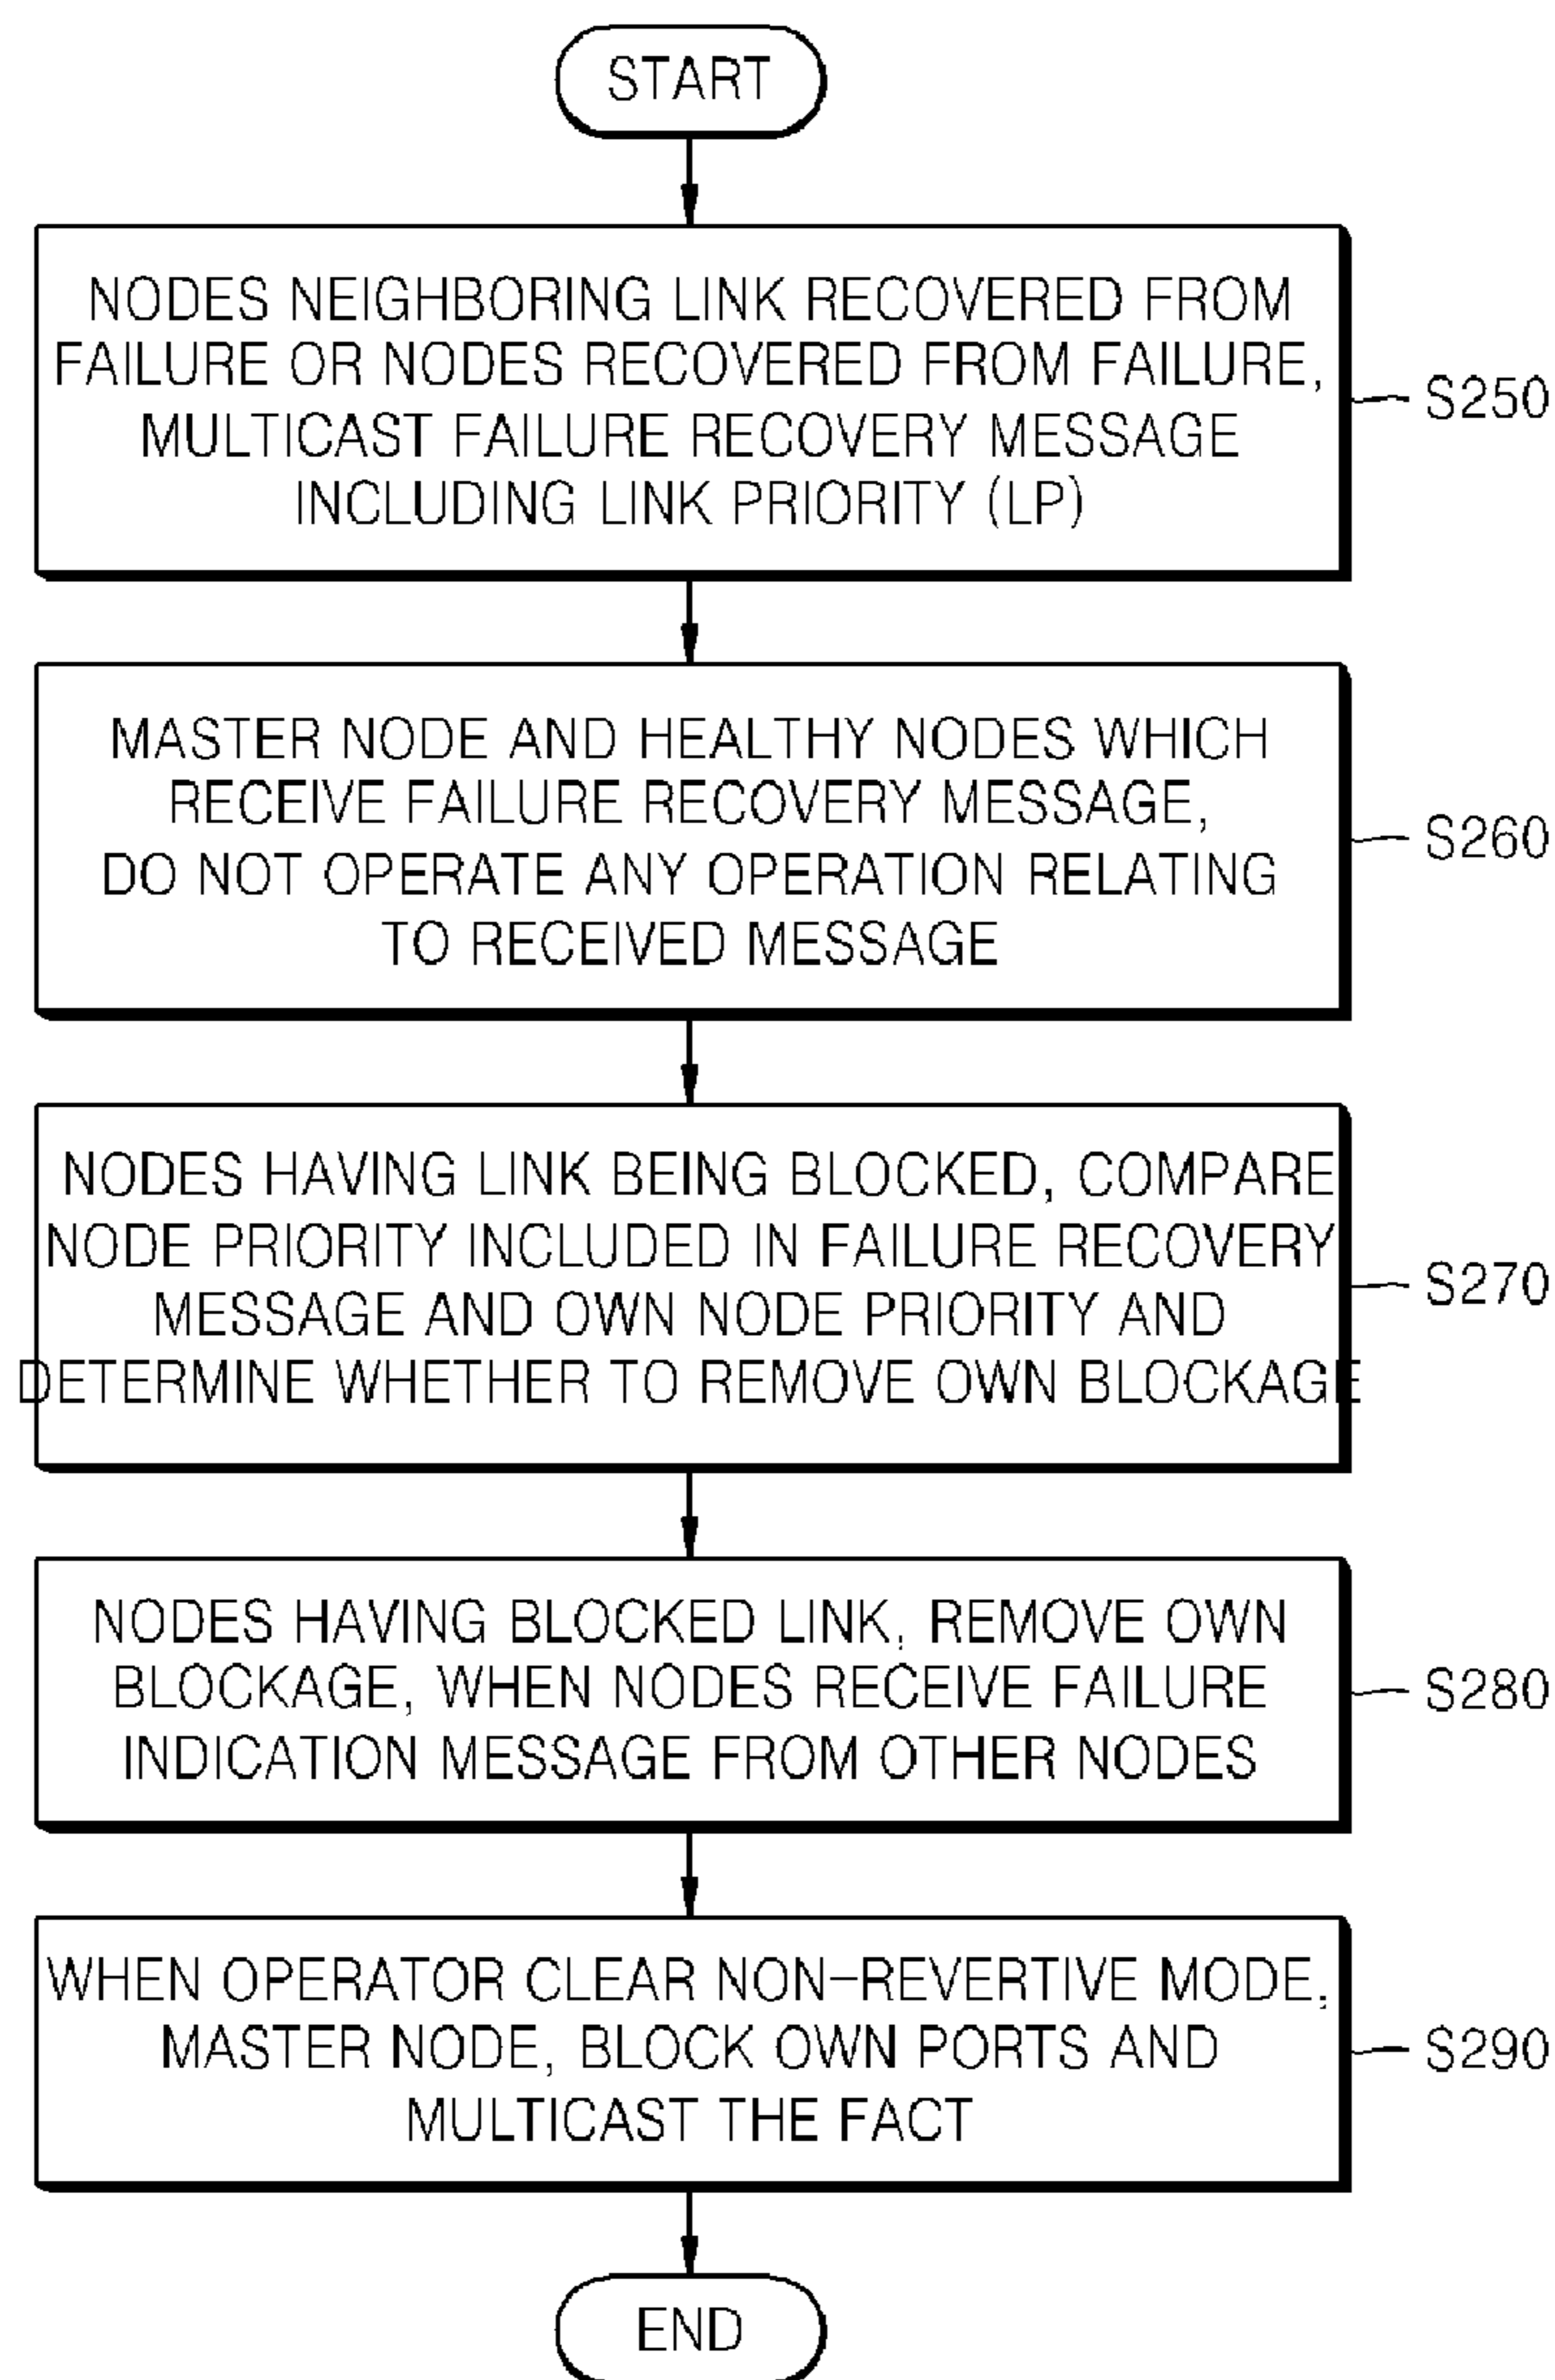 START
NODES NEIGHBORING LINK RECOVERED FROM
FAILURE OR NODES RECOVERED FROM FAILURE,
MULTICAST FAILURE RECOVERY MESSAGE
INCLUDING LINK PRIORITY (LP)
S250
MASTER NODE AND HEALTHY NODES WHICH
RECEIVE FAILURE RECOVERY MESSAGE,
DO NOT OPERATE ANY OPERATION RELATING
TO RECEIVED MESSAGE
S260
NODES HAVING LINK BEING BLOCKED, COMPARE
NODE PRIORITY INCLUDED IN FAILURE RECOVERY
MESSAGE AND OWN NODE PRIORITY AND
DETERMINE WHETHER TO REMOVE OWN BLOCKAGE
S270
NODES HAVING BLOCKED LINK, REMOVE OWN
BLOCKAGE, WHEN NODES RECEIVE FAILURE
INDICATION MESSAGE FROM OTHER NODES
S280
WHEN OPERATOR CLEAR NON-REVERTIVE MODE,
MASTER NODE, BLOCK OWN PORTS AND
MULTICAST THE FACT
S290
END